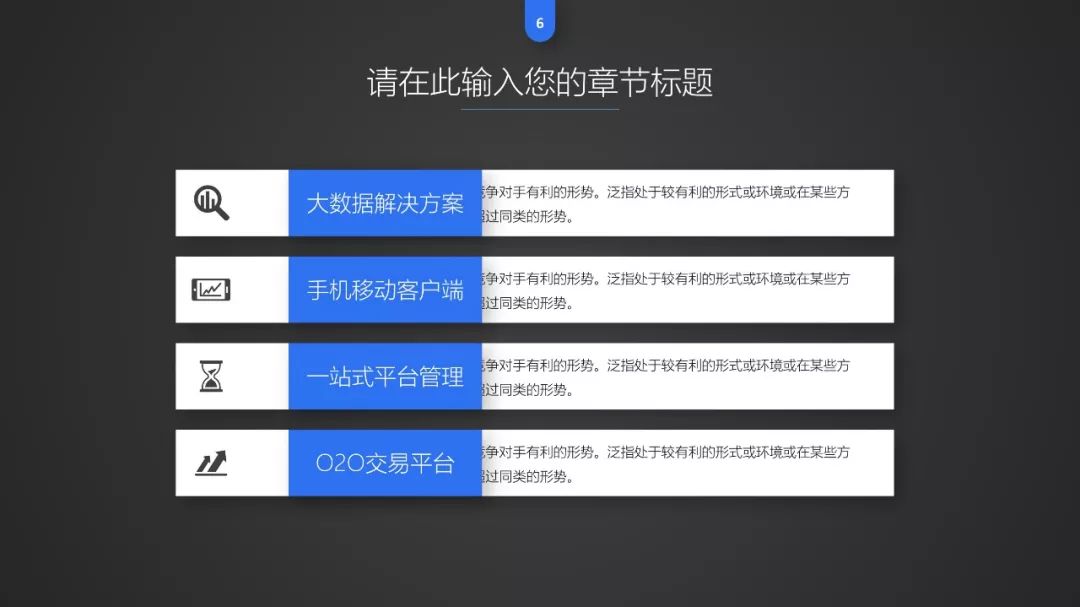 6
请在此输入您的章节标题
大数据解决方案
争对手有利的形势。泛指处于较有利的形式或环境或在某些方
过同类的形势。
手机移动客户端
争对手有利的形势。泛指处于较有利的形式或环境或在某些方
过同类的形势。
一站式平台管理
争对手有利的形势。泛指处于较有利的形式或环境或在某些方
过同类的形势。
O2O交易平台
争对手有利的形势。泛指处于较有利的形式或环境或在某些方
过同类的形势。